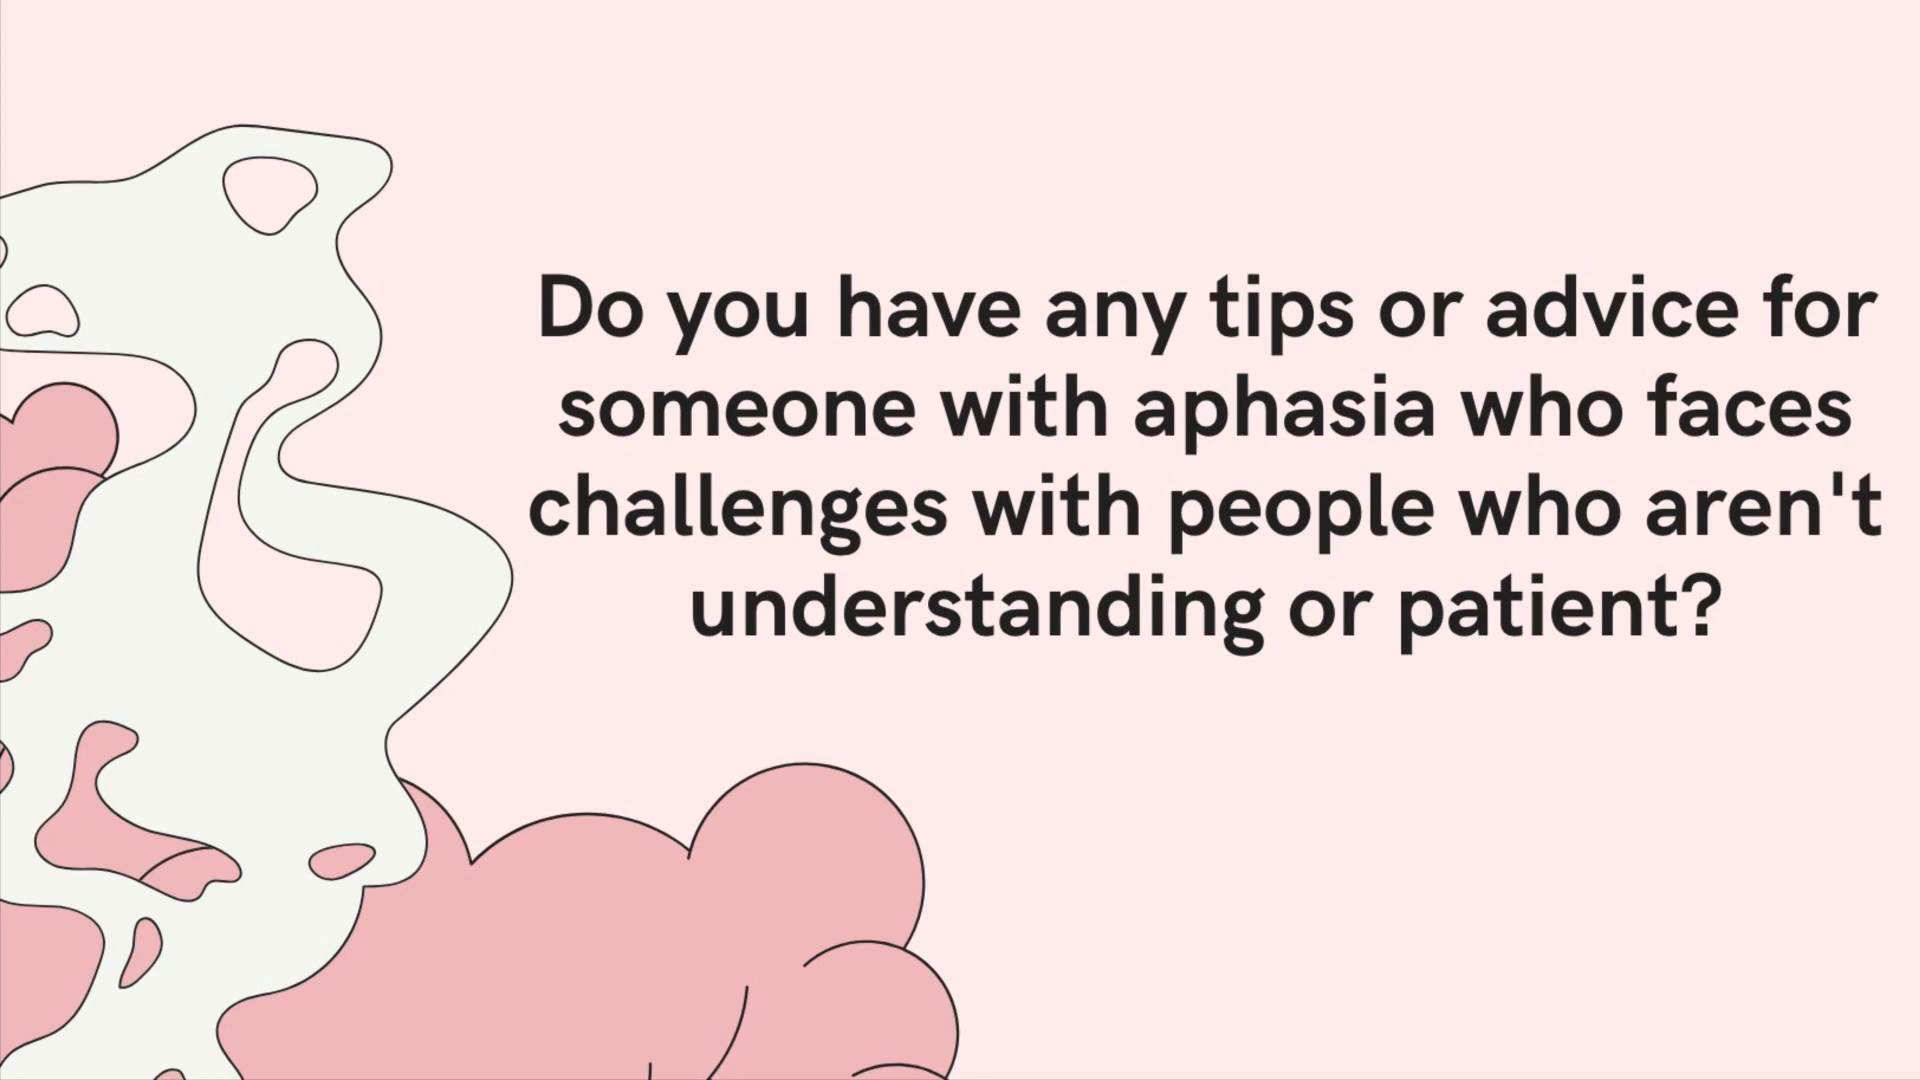 Do you have any tips or advice for
someone with aphasia who faces
challenges with people who aren't
understanding or patient?